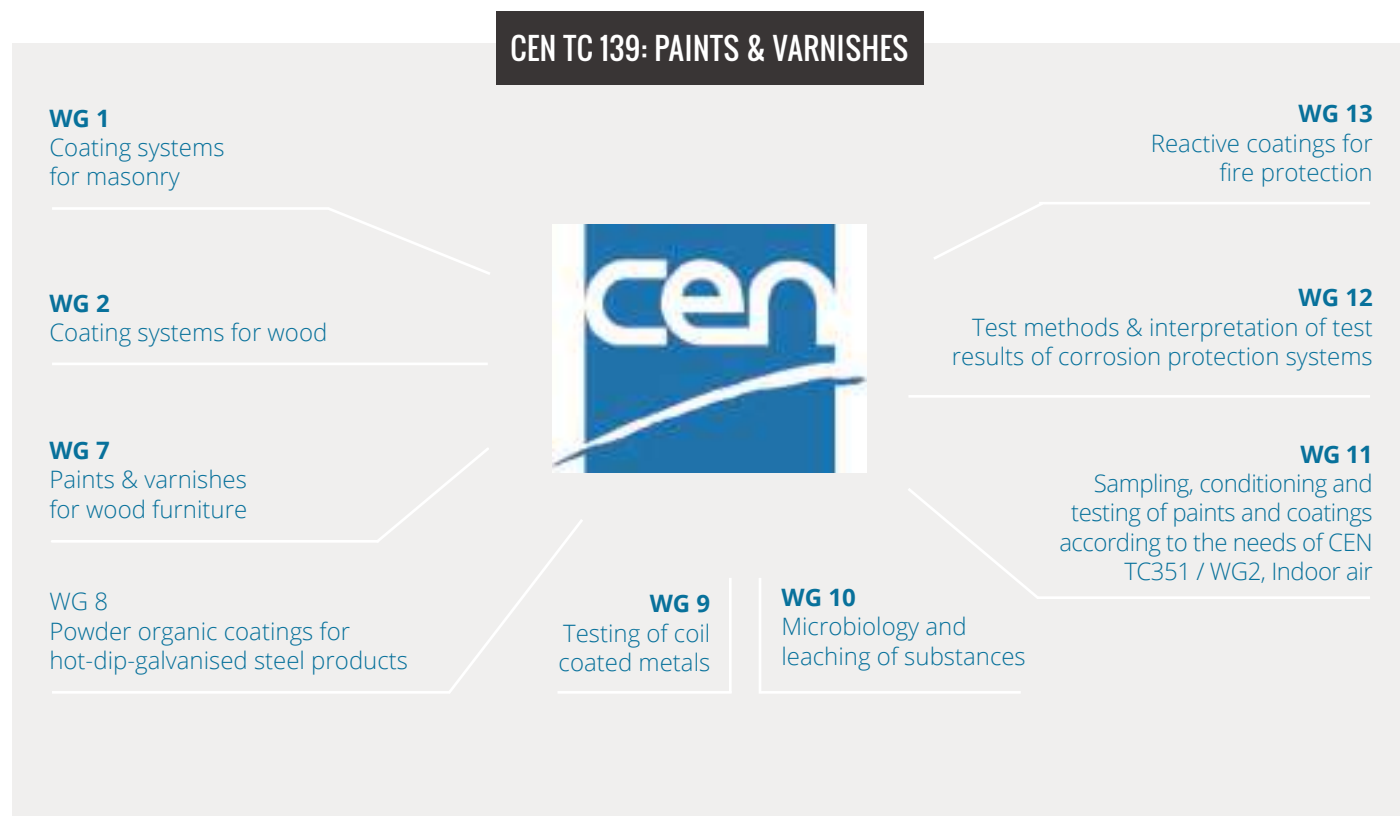 CEN TC 139: PAINTS & VARNISHES
WG 1
Coating systems
for masonry
WG 2
Coating systems for wood
WG 7
Paints & varnishes
for wood furniture
WG 8
Powder organic coatings for
hot-dip-galvanised steel products
cen
WG 9
Testing of coil
coated metals
WG 10
Microbiology and
leaching of substances
WG 13
Reactive coatings for
fire protection
WG 12
Test methods & interpretation of test
results of corrosion protection systems
WG 11
Sampling, conditioning and
testing of paints and coatings
according to the needs of CEN
TC351 / WG2, Indoor air